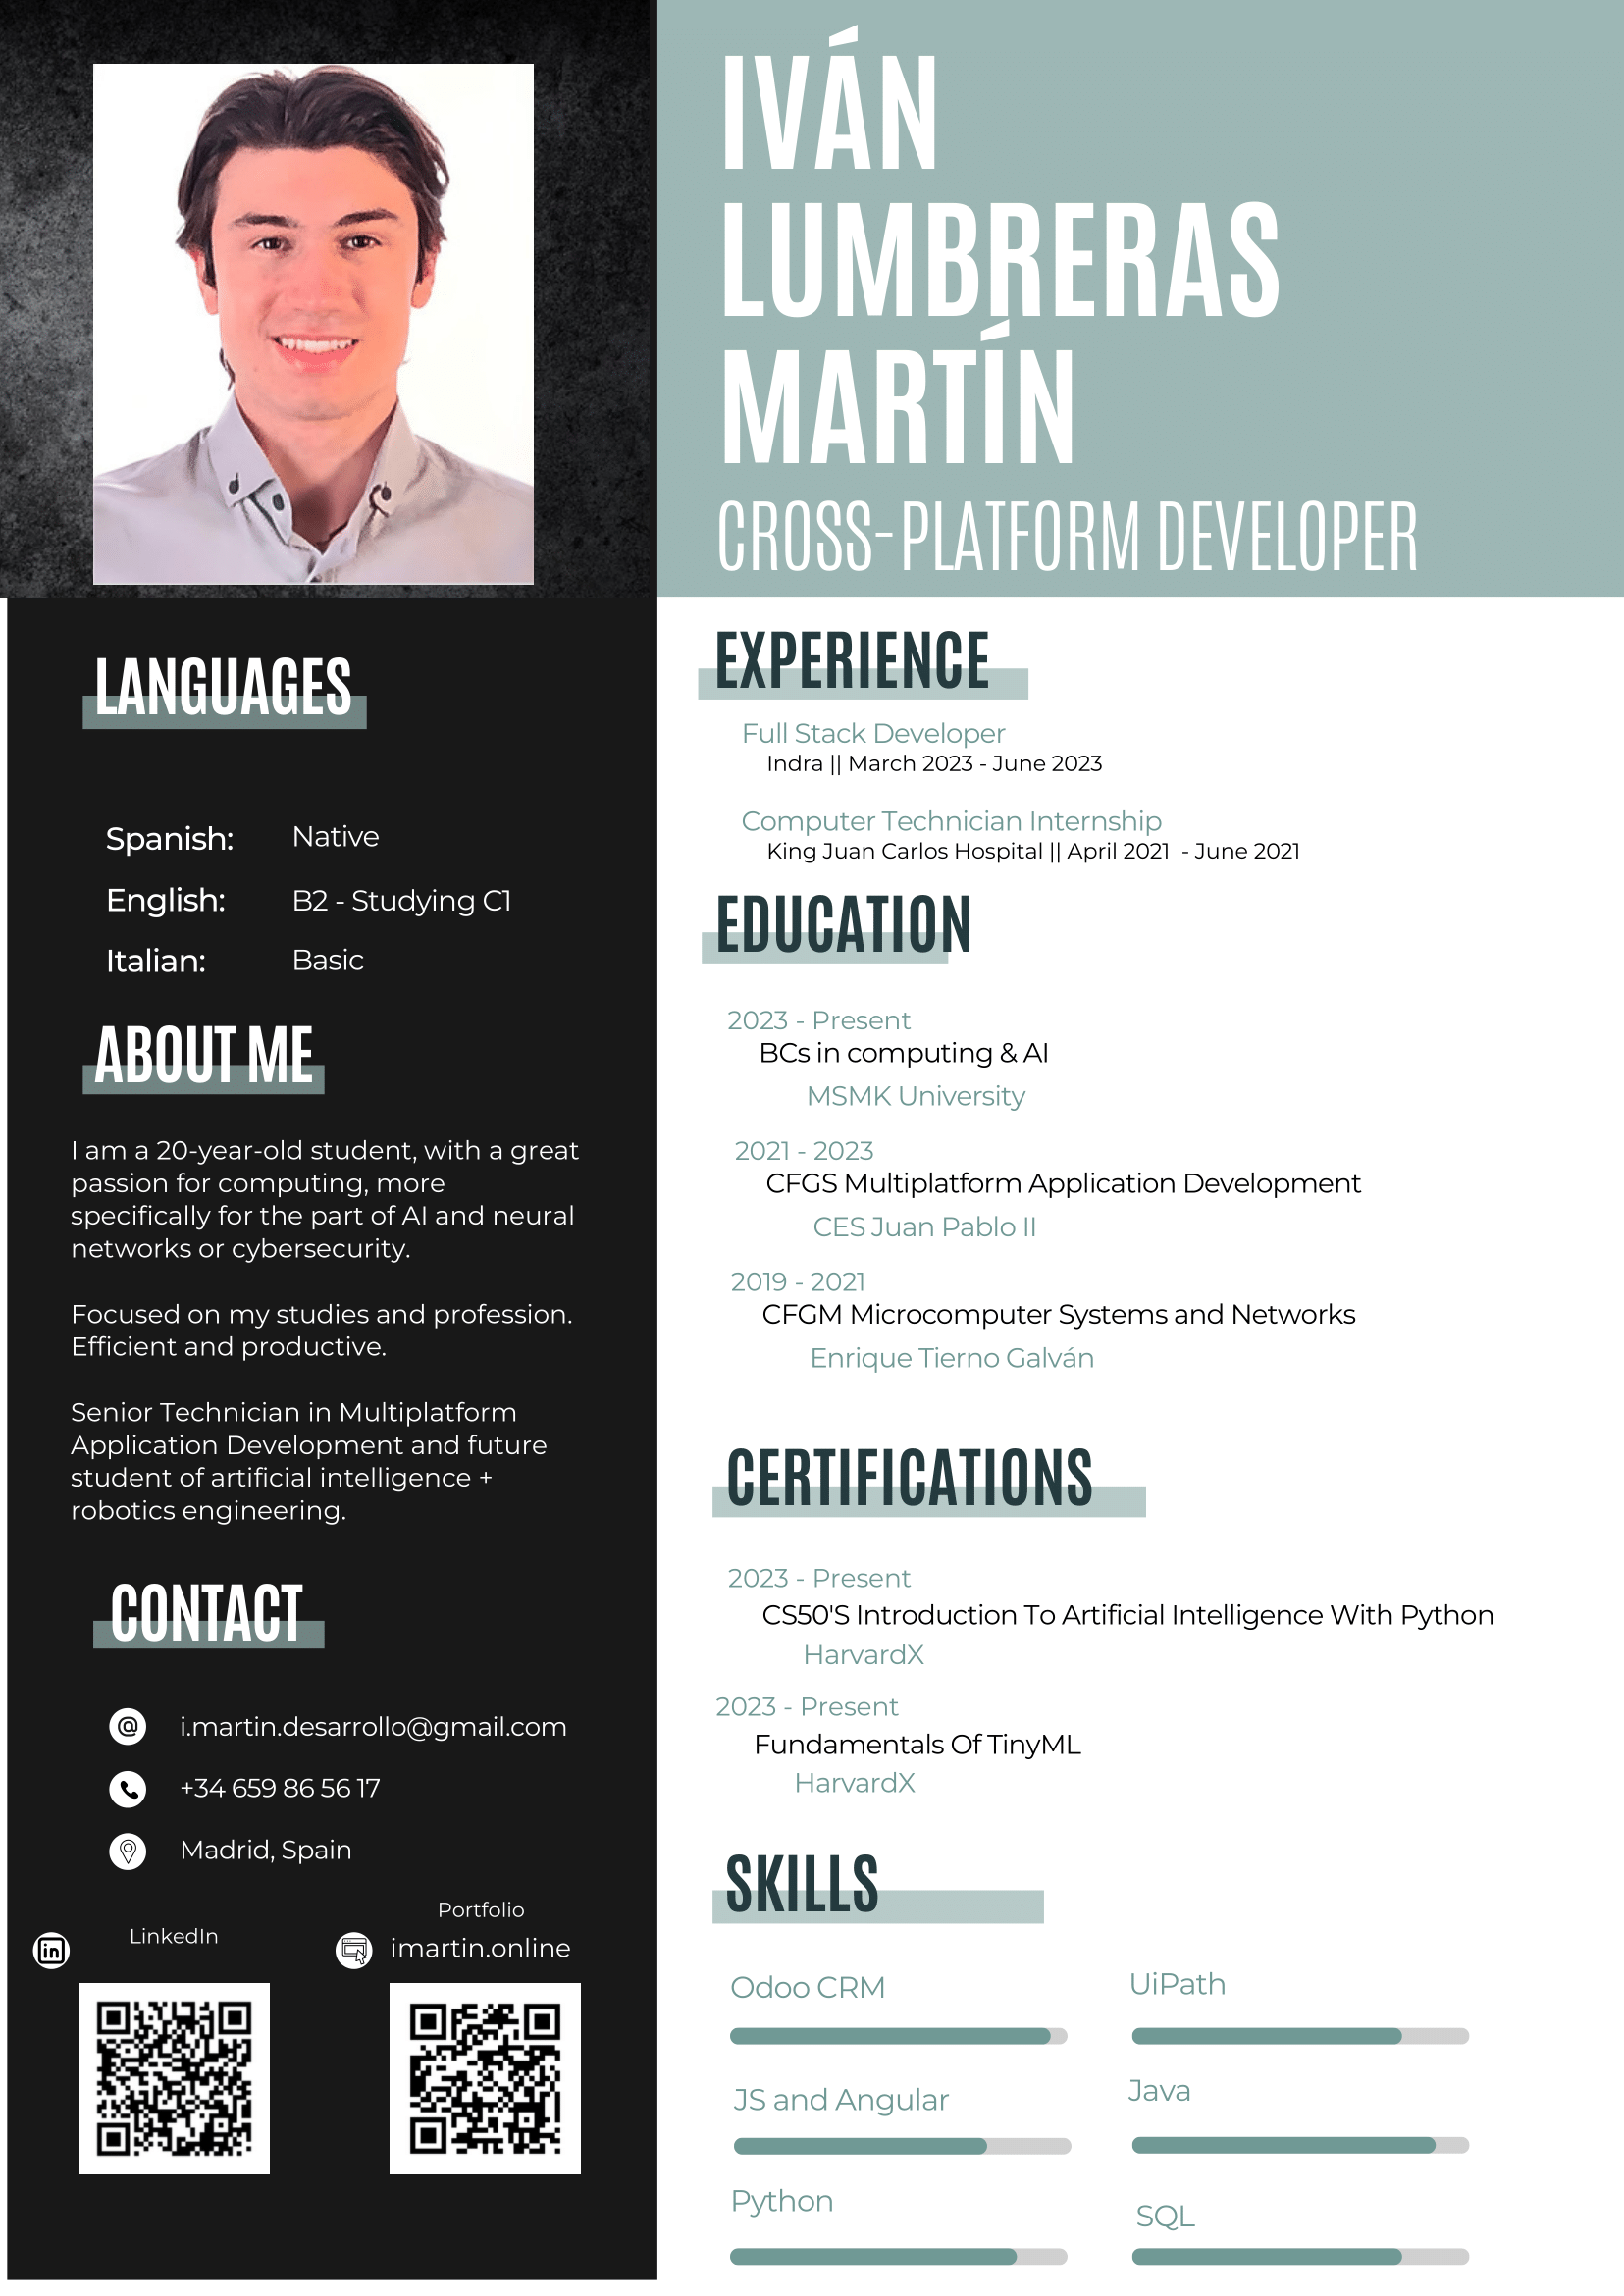 IVÁN
LUMBRERAS
MARTÍN
CROSS-PLATFORM DEVELOPER
LANGUAGES
Spanish: Native
English: B2 - Studying C1
Italian: Basic
ABOUT ME
I am a 20-year-old student, with a great
passion for computing, more
specifically for the part of AI and neural
networks or cybersecurity.
Focused on my studies and profession.
Efficient and productive.
Senior Technician in Multiplatform
Application Development and future
student of artificial intelligence +
robotics engineering.
CONTACT
i.martin.desarrollo@gmail.com
+34 659 86 56 17
Madrid, Spain
LinkedIn
Portfolio
imartin.online
EXPERIENCE
Full Stack Developer
Indra || March 2023 - June 2023
Computer Technician Internship
King Juan Carlos Hospital || April 2021 - June 2021
EDUCATION
2023 - Present
BCs in computing & AI
MSMK University
2021 - 2023
CFGS Multiplatform Application Development
CES Juan Pablo II
2019 - 2021
CFGM Microcomputer Systems and Networks
Enrique Tierno Galván
CERTIFICATIONS
2023 - Present
CS50'S Introduction To Artificial Intelligence With Python
HarvardX
2023 - Present
Fundamentals Of TinyML
HarvardX
SKILLS
Odoo CRM
UiPath
JS and Angular
Java
Python
SQL